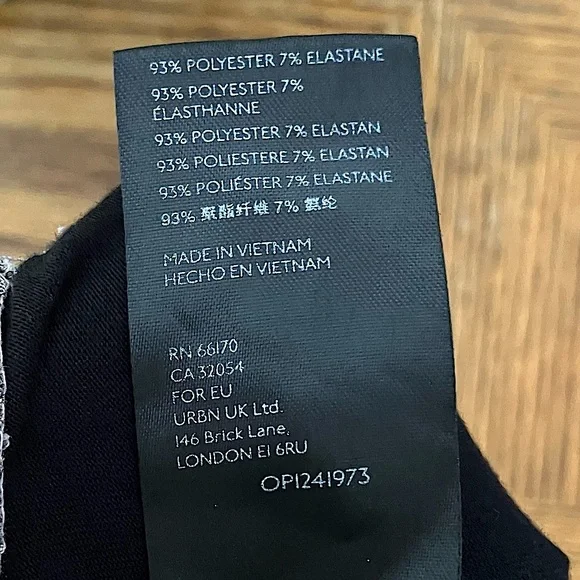 93% POLYESTER 7% ELASTANE
93% POLYESTER 7%
ÉLASTHANNE
93% POLYESTER 7% ELASTAN
93% POLIESTERE 7% ELASTAN
93% POLIÉSTER 7% ELASTANE
93% 聚酯纤维 7% 氨纶
MADE IN VIETNAM
HECHO EN VIETNAM
RN 66170
CA 32054
FOR EU
URBN UK Ltd.
146 Brick Lane,
LONDON E1 6RU
OP1241973